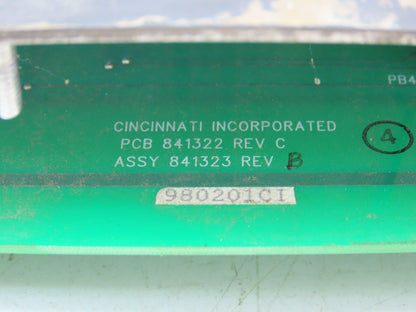 PB4
CINCINNATI INCORPORATED
PCB 841322 REV C
ASSY 841323 REV B
4
980201CI